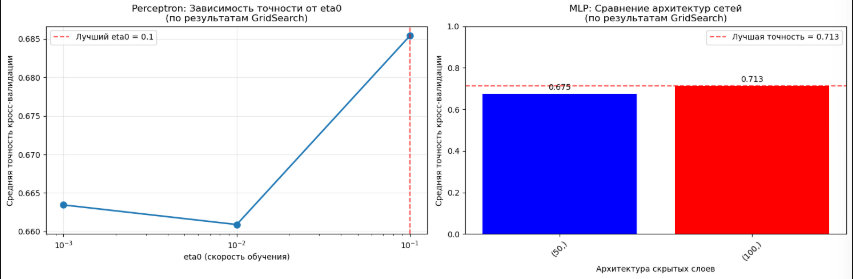 Perceptron: Зависимость точности от eta0
(по результатам GridSearch)
Лучший eta0 = 0.1
Средняя точность кросс-валидации
0.685
0.680
0.675
0.670
0.665
0.660
10⁻³
10⁻²
10⁻¹
eta0 (скорость обучения)
MLP: Сравнение архитектур сетей
(по результатам GridSearch)
Лучшая точность = 0.713
Средняя точность кросс-валидации
1.0
0.8
0.6
0.4
0.2
0.0
0.675
0.713
(50,)
(100,)
Архитектура скрытых слоев